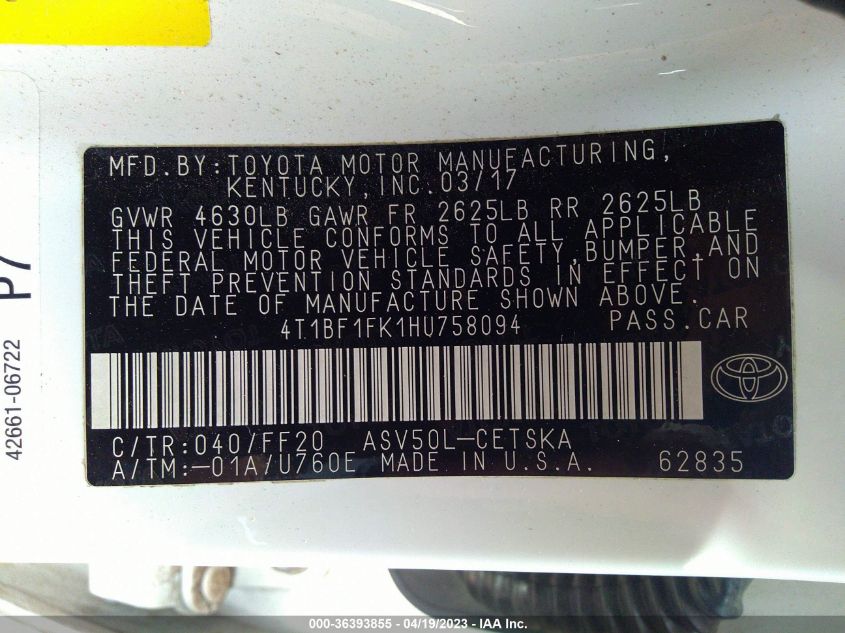 MFD.BY:TOYOTA MOTOR MANUFACTURING,
KENTUCKY,INC.03/17
GVWR 4630LB GAWR FR 2625LB RR 2625LB
THIS VEHICLE CONFORMS TO ALL APPLICABLE
FEDERAL MOTOR VEHICLE SAFETY,BUMPER,AND
THEFT PREVENTION STANDARDS IN EFFECT ON
THE DATE OF MANUFACTURE SHOWN ABOVE.
4T1BF1FK1HU758094 PASS.CAR
C/TR:040/FF20 ASV50L-CETSKA
A/TM:-01A/U760E MADE IN U.S.A. 62835
P7
42661-06722
000-36393855 - 04/19/2023 - IAA Inc.